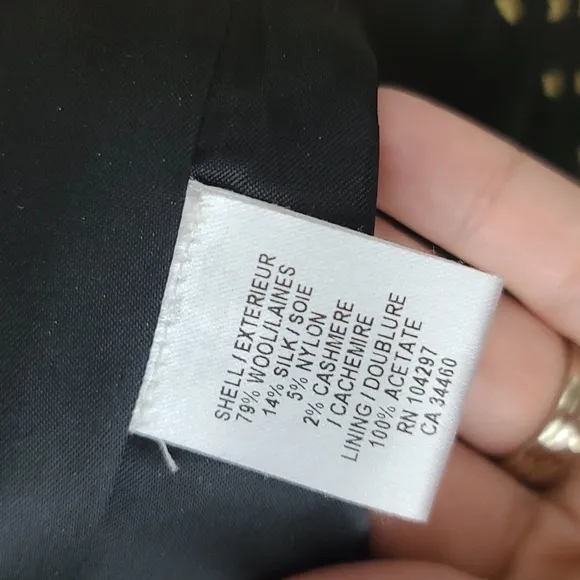 SHELL / EXTERIEUR
79% WOOL/LAINES
14% SILK / SOIE
5% NYLON
2% CASHMERE
/ CACHEMIRE
LINING / DOUBLURE
100% ACETATE
RN 104297
CA 34460